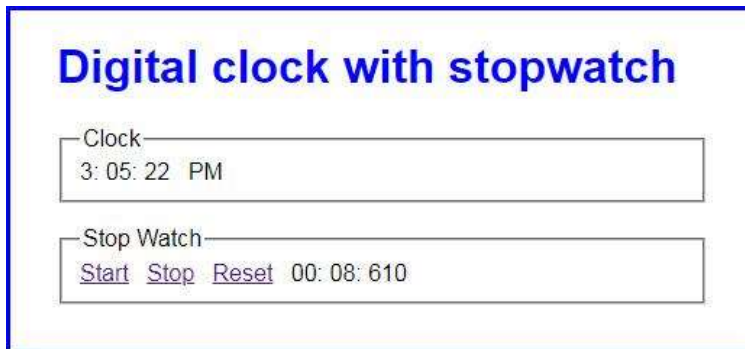 Digital clock with stopwatch
Clock
3: 05: 22 PM
Stop Watch
Start Stop Reset 00: 08: 610